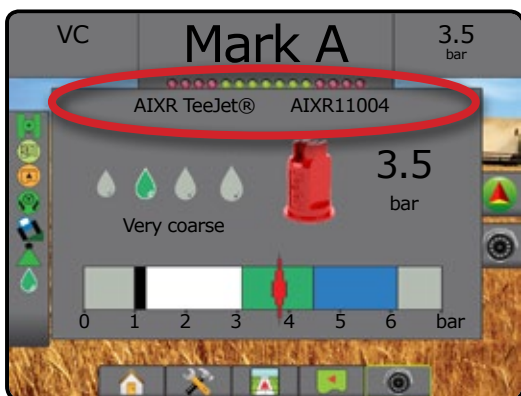 VC Mark A 3.5
bar
AIXR TeeJet® AIXR11004
3.5
bar
Very coarse
0 1 2 3 4 5 6 bar